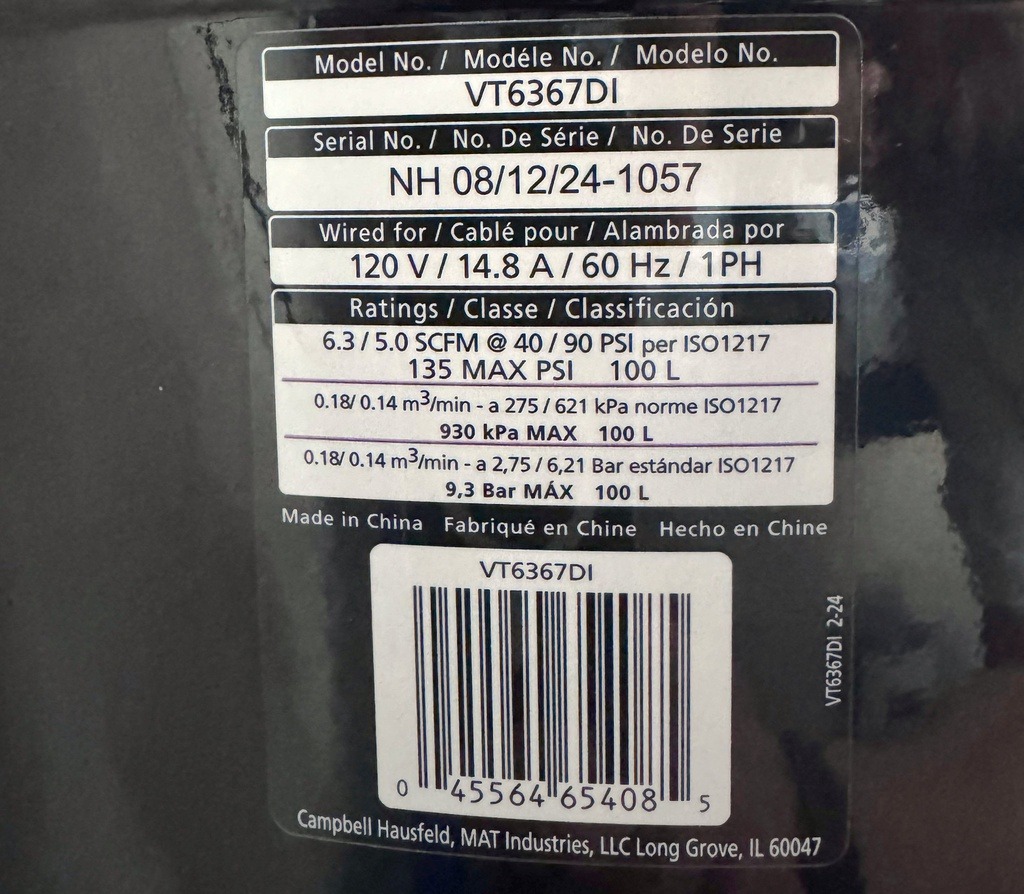 Model No. / Modéle No. / Modelo No.
VT6367DI
Serial No. / No. De Série / No. De Serie
NH 08/12/24-1057
Wired for / Cablé pour / Alambrada por
120 V / 14.8 A / 60 Hz / 1PH
Ratings / Classe / Classificación
6.3 / 5.0 SCFM @ 40 / 90 PSI per ISO1217
135 MAX PSI 100 L
0.18/ 0.14 m³/min - a 275 / 621 kPa norme ISO1217
930 kPa MAX 100 L
0.18/ 0.14 m³/min - a 2,75 / 6,21 Bar estándar ISO1217
9,3 Bar MÁX 100 L
Made in China Fabriqué en Chine Hecho en Chine
VT6367DI
0 45564 65408 5
VT6367DI 2-24
Campbell Hausfeld, MAT Industries, LLC Long Grove, IL 60047